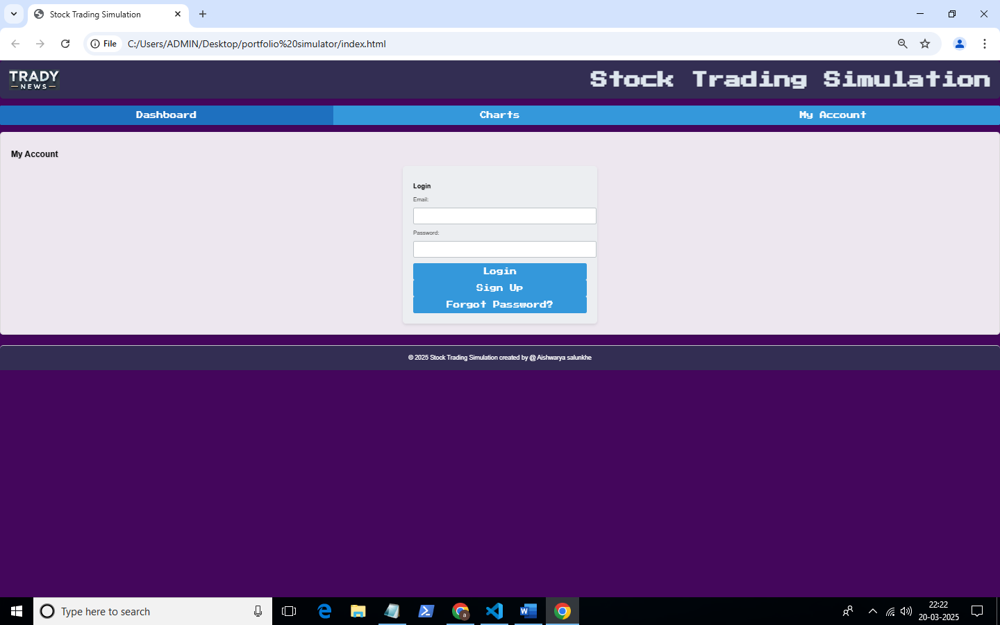 Stock Trading Simulation
File
C:/Users/ADMIN/Desktop/portfolio%20simulator/index.html
TRADY
NEWS
Stock Trading Simulation
Dashboard
Charts
My Account
My Account
Login
Email:
Password:
Login
Sign Up
Forgot Password?
© 2025 Stock Trading Simulation created by @ Aishwarya salunkhe
Type here to search
a
22:22
20-03-2025